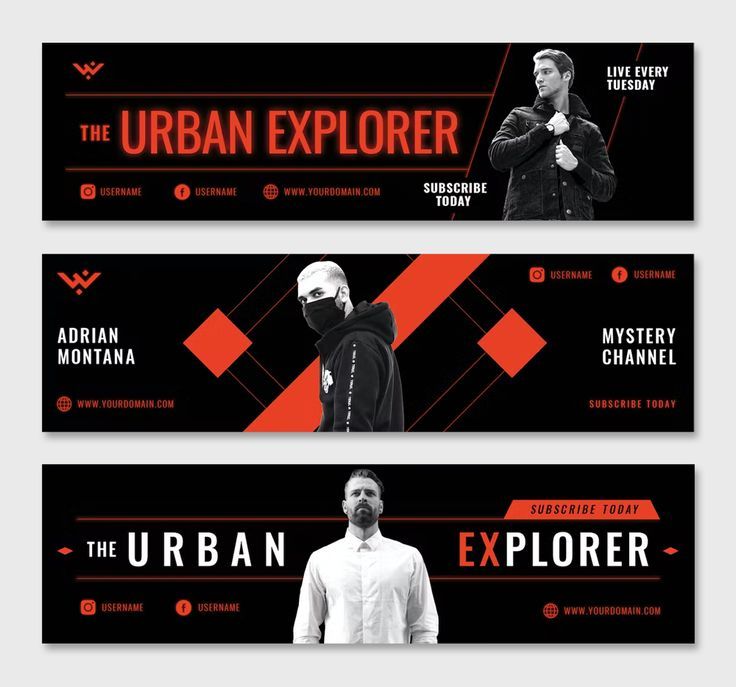 LIVE EVERY
TUESDAY
THE URBAN EXPLORER
SUBSCRIBE
TODAY
USERNAME
USERNAME
WWW.YOURDOMAIN.COM
USERNAME
USERNAME
ADRIAN
MONTANA
MYSTERY
CHANNEL
WWW.YOURDOMAIN.COM
SUBSCRIBE TODAY
SUBSCRIBE TODAY
THE URBAN EXPLORER
USERNAME
USERNAME
WWW.YOURDOMAIN.COM